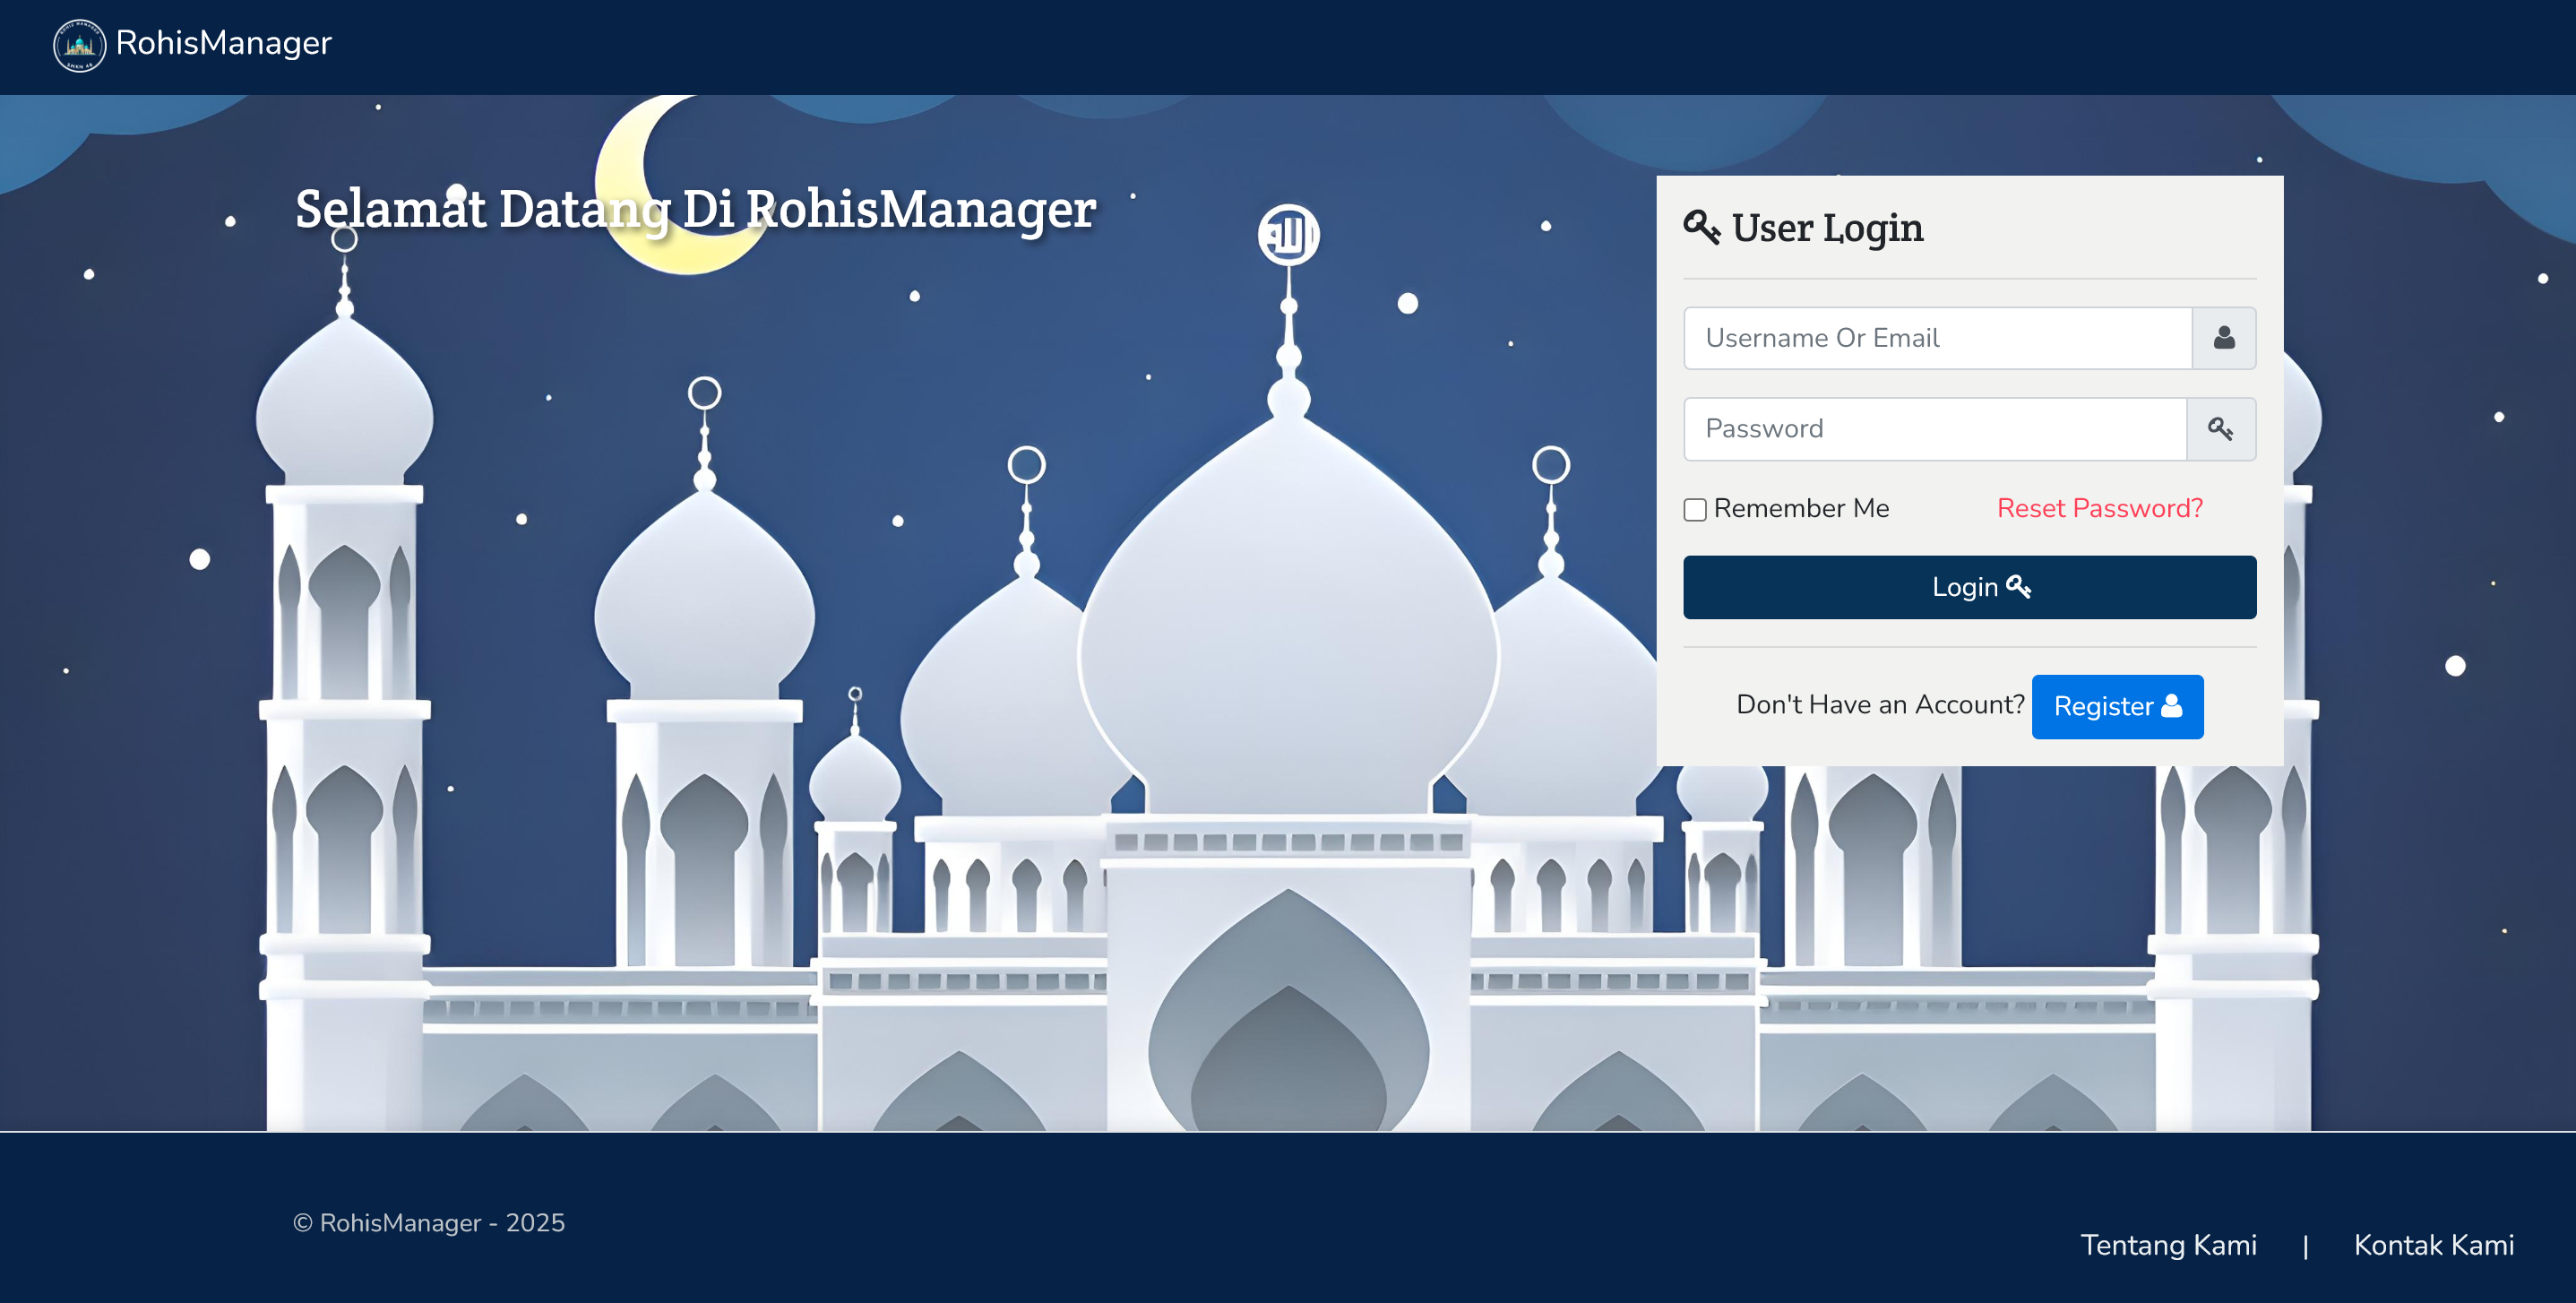 RohisManager
Selamat Datang Di RohisManager
User Login
Username Or Email
Password
Remember Me Reset Password?
Login
Don't Have an Account? Register
© RohisManager - 2025
Tentang Kami | Kontak Kami